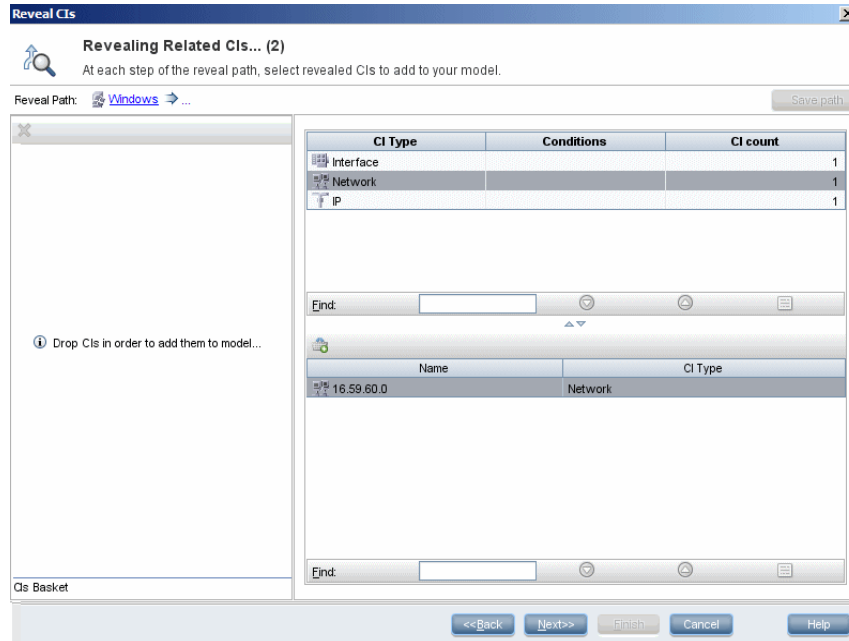 Reveal CIs
Revealing Related CIs... (2)
At each step of the reveal path, select revealed CIs to add to your model.
Reveal Path: Windows ...
Save path
CI Type Conditions CI count
Interface 1
Network 1
IP 1
Find:
Drop CIs in order to add them to model...
Name CI Type
16.59.60.0 Network
Find:
CIs Basket
<<Back Next>> Finish Cancel Help